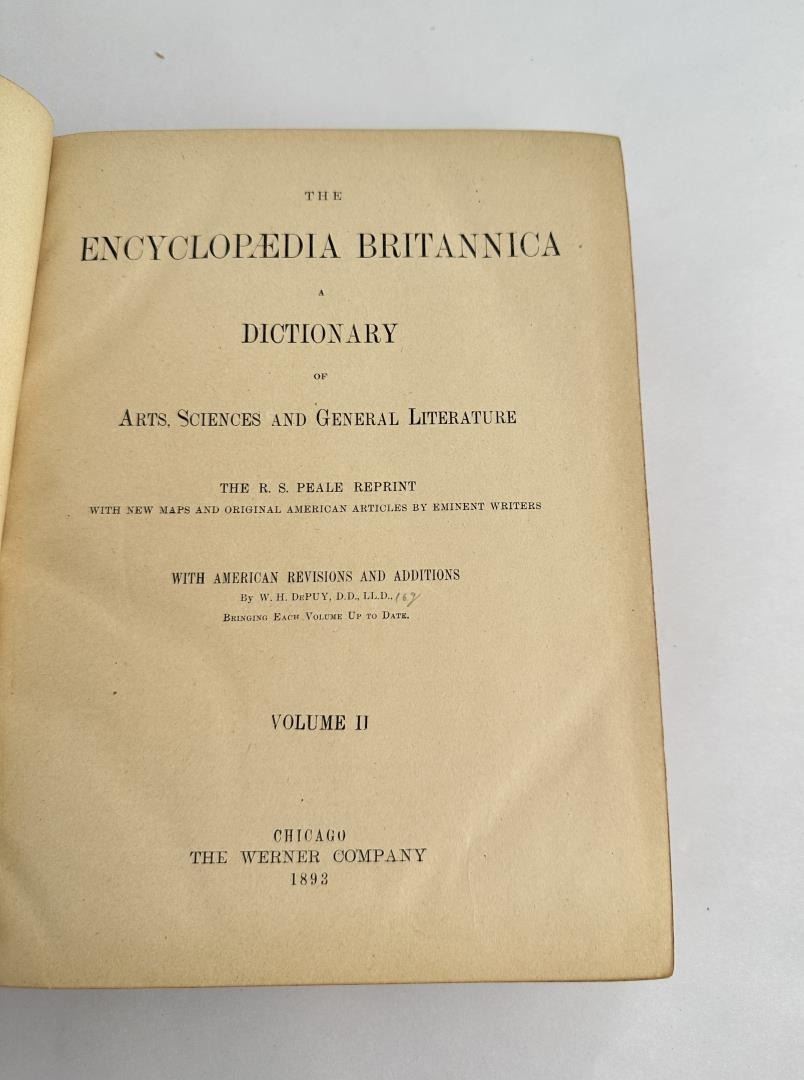 THE
ENCYCLOPÆDIA BRITANNICA
A
DICTIONARY
OF
ARTS, SCIENCES AND GENERAL LITERATURE
THE R. S. PEALE REPRINT
WITH NEW MAPS AND ORIGINAL AMERICAN ARTICLES BY EMINENT WRITERS
WITH AMERICAN REVISIONS AND ADDITIONS
BY W. H. DEPUY, D.D., LL.D.,
BRINGING EACH VOLUME UP TO DATE.
VOLUME II
CHICAGO
THE WERNER COMPANY
1893